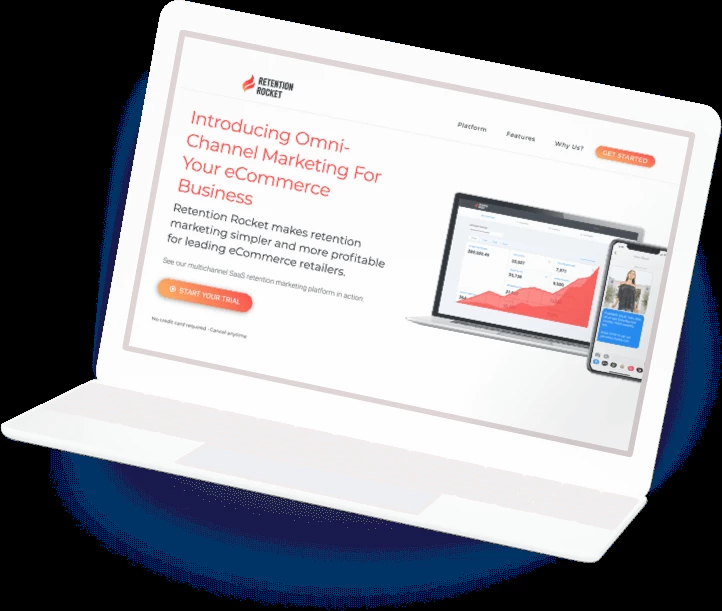 RETENTION
ROCKET
Platform
Features
Why Us?
GET STARTED
Introducing Omni-
Channel Marketing For
Your eCommerce
Business
Retention Rocket makes retention
marketing simpler and more profitable
for leading eCommerce retailers.
See our multichannel SaaS retention marketing platform in action.
START YOUR TRIAL
No credit card required · Cancel anytime